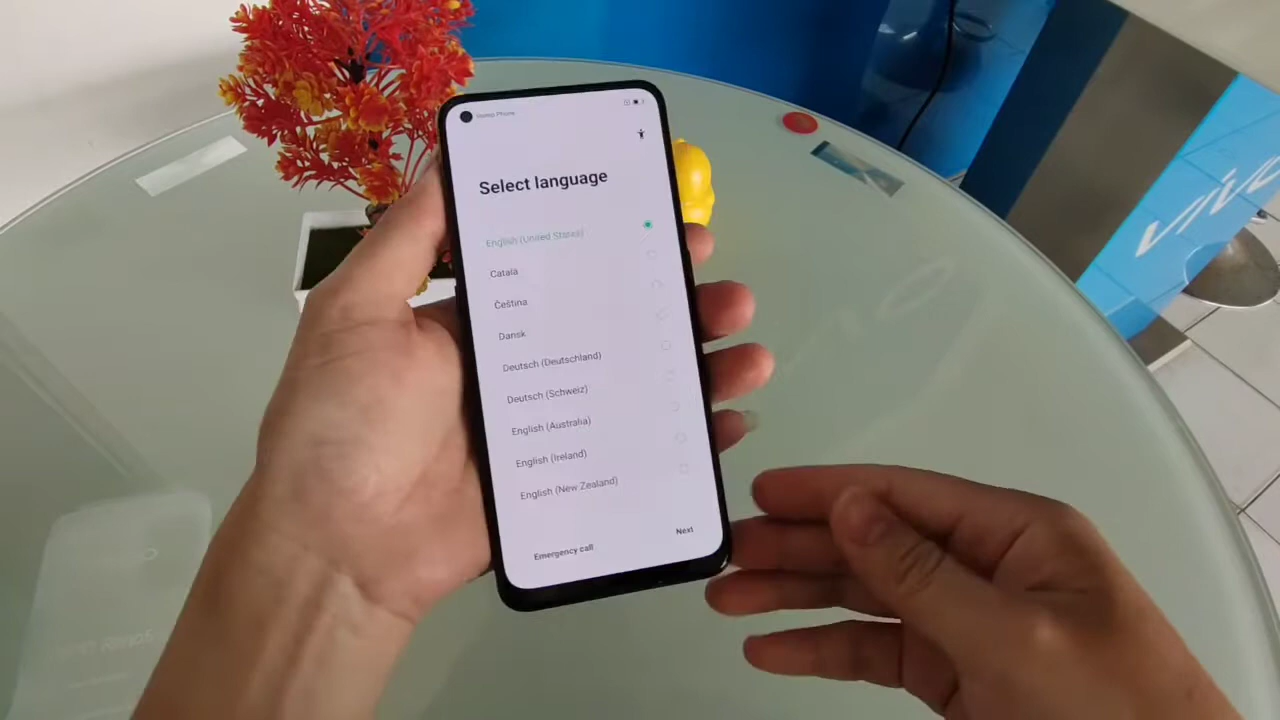 Select language
English (United States)
Català
Čeština
Dansk
Deutsch (Deutschland)
Deutsch (Schweiz)
English (Australia)
English (Ireland)
English (New Zealand)
Next
Emergency call
vivo